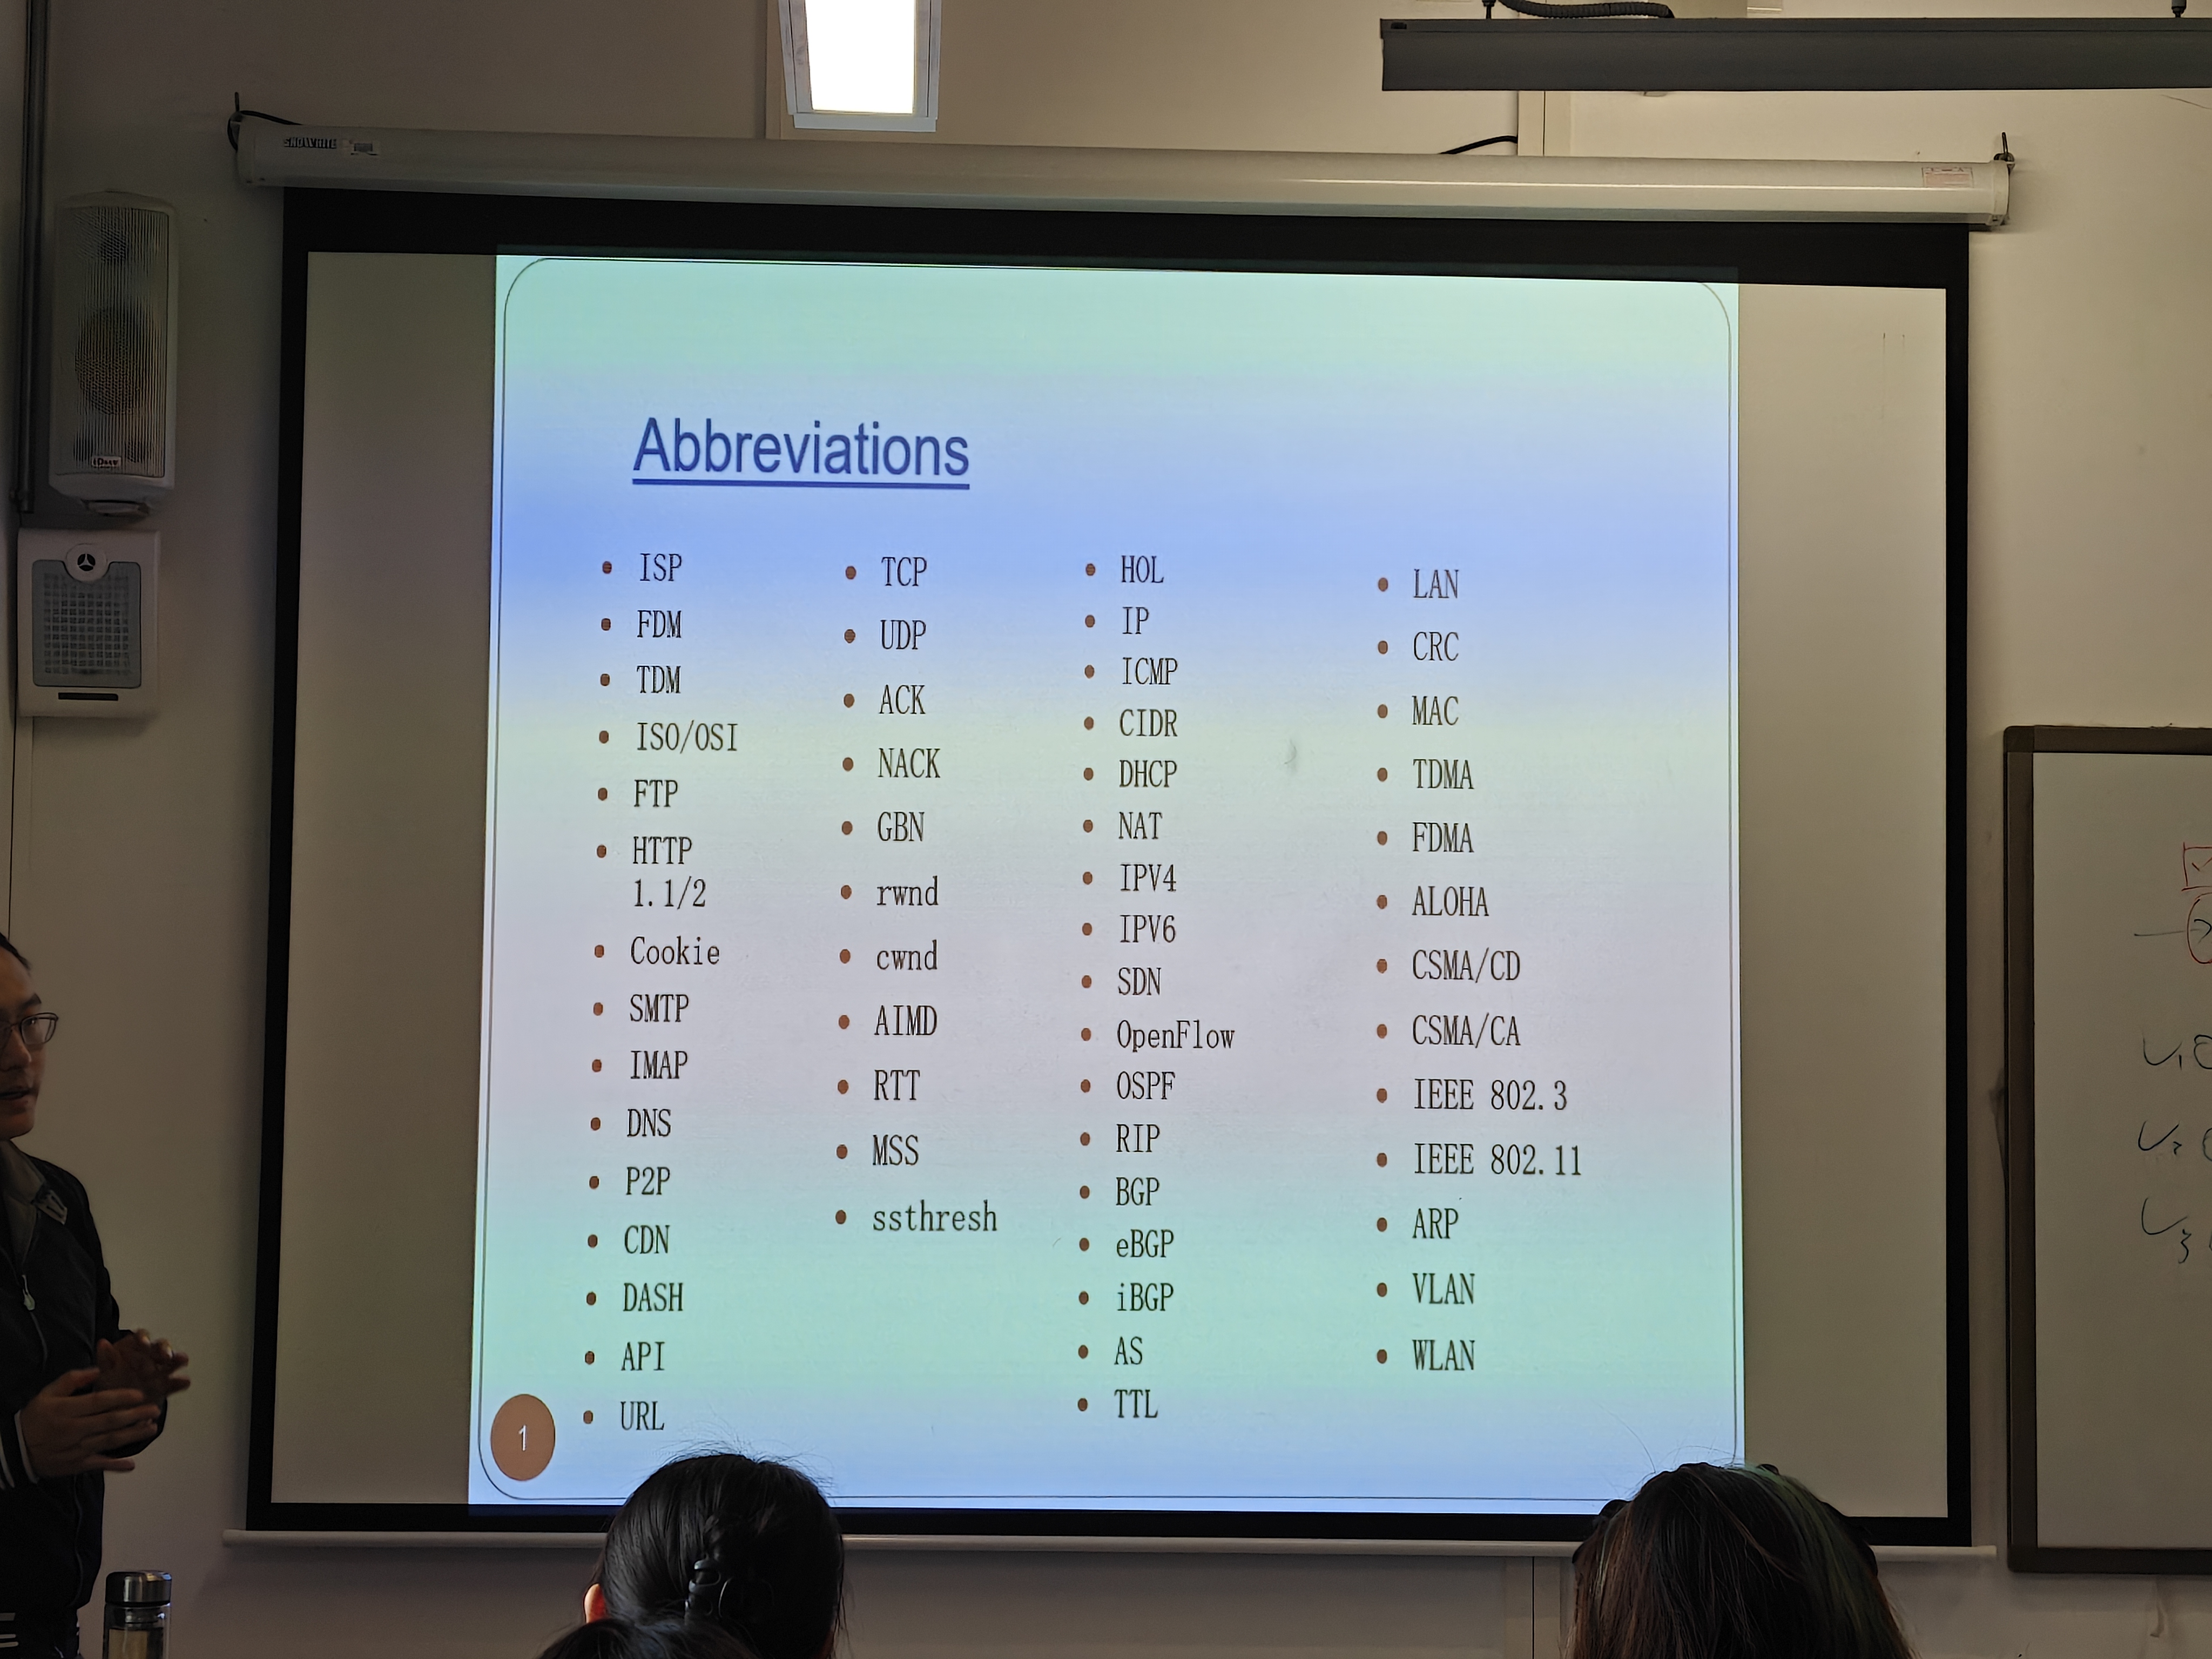 SNOWHITE
Abbreviations
ISP
FDM
TDM
ISO/OSI
FTP
HTTP
1.1/2
Cookie
SMTP
IMAP
DNS
P2P
CDN
DASH
API
URL
TCP
UDP
ACK
NACK
GBN
rwnd
cwnd
AIMD
RTT
MSS
ssthresh
HOL
IP
ICMP
CIDR
DHCP
NAT
IPV4
IPV6
SDN
OpenFlow
OSPF
RIP
BGP
eBGP
iBGP
AS
TTL
LAN
CRC
MAC
TDMA
FDMA
ALOHA
CSMA/CD
CSMA/CA
IEEE 802.3
IEEE 802.11
ARP
VLAN
WLAN
1